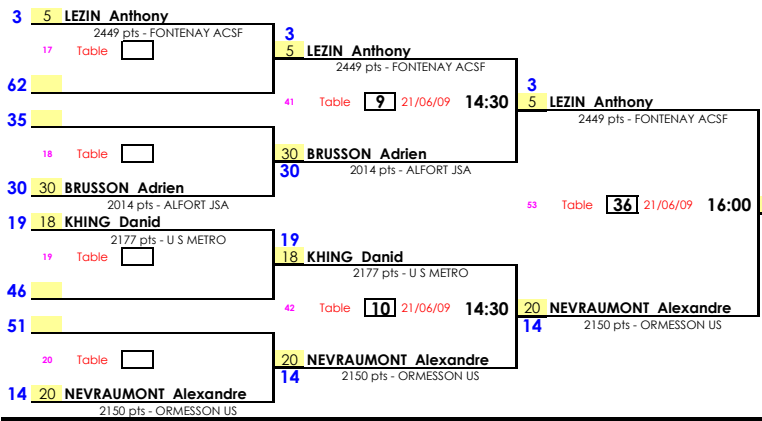 3 5 LEZIN Anthony
2449 pts - FONTENAY ACSF
3
17 Table
5 LEZIN Anthony
2449 pts - FONTENAY ACSF
62
3
41 Table 9 21/06/09 14:30
5 LEZIN Anthony
35
2449 pts - FONTENAY ACSF
18 Table
30 BRUSSON Adrien
30
2014 pts - ALFORT JSA
30 30 BRUSSON Adrien
2014 pts - ALFORT JSA
53 Table 36 21/06/09 16:00
19 18 KHING Danid
2177 pts - U S METRO
19
19 Table
18 KHING Danid
2177 pts - U S METRO
46
42 Table 10 21/06/09 14:30
20 NEVRAUMONT Alexandre
51
14
2150 pts - ORMESSON US
20 Table
20 NEVRAUMONT Alexandre
14
2150 pts - ORMESSON US
14 20 NEVRAUMONT Alexandre
2150 pts - ORMESSON US